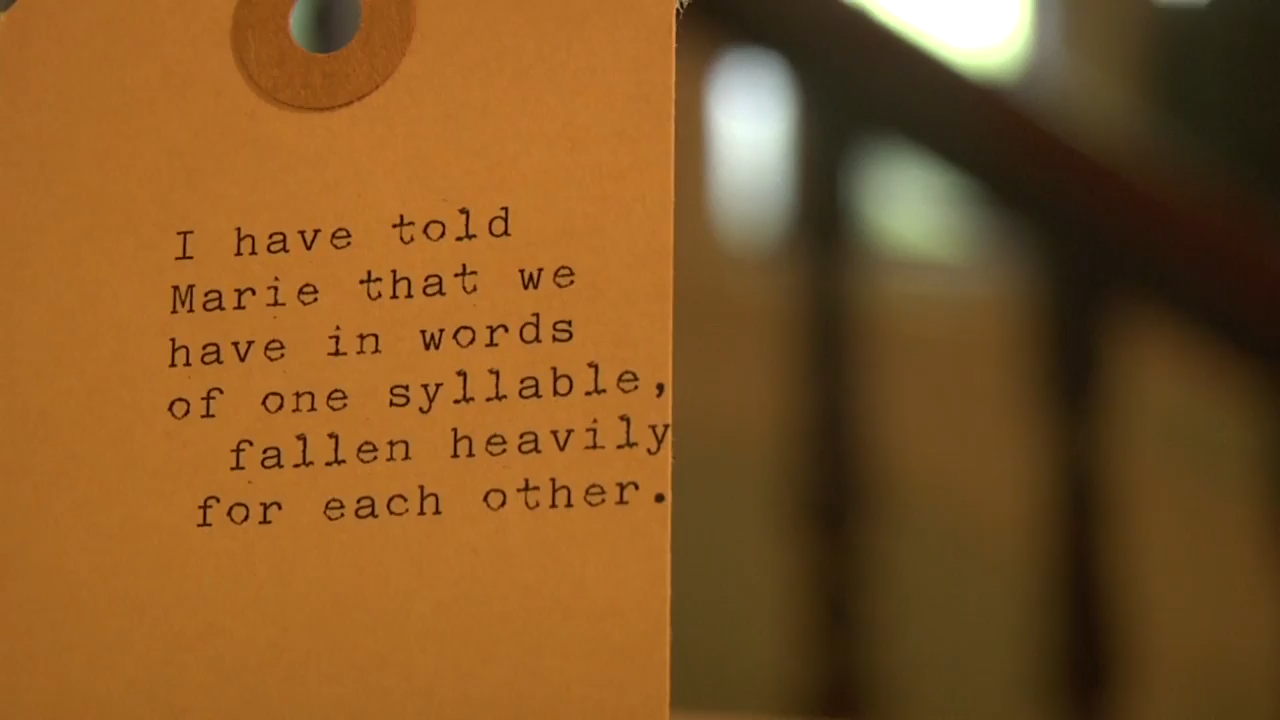 I have told
Marie that we
have in words
of one syllable,
fallen heavily
for each other.